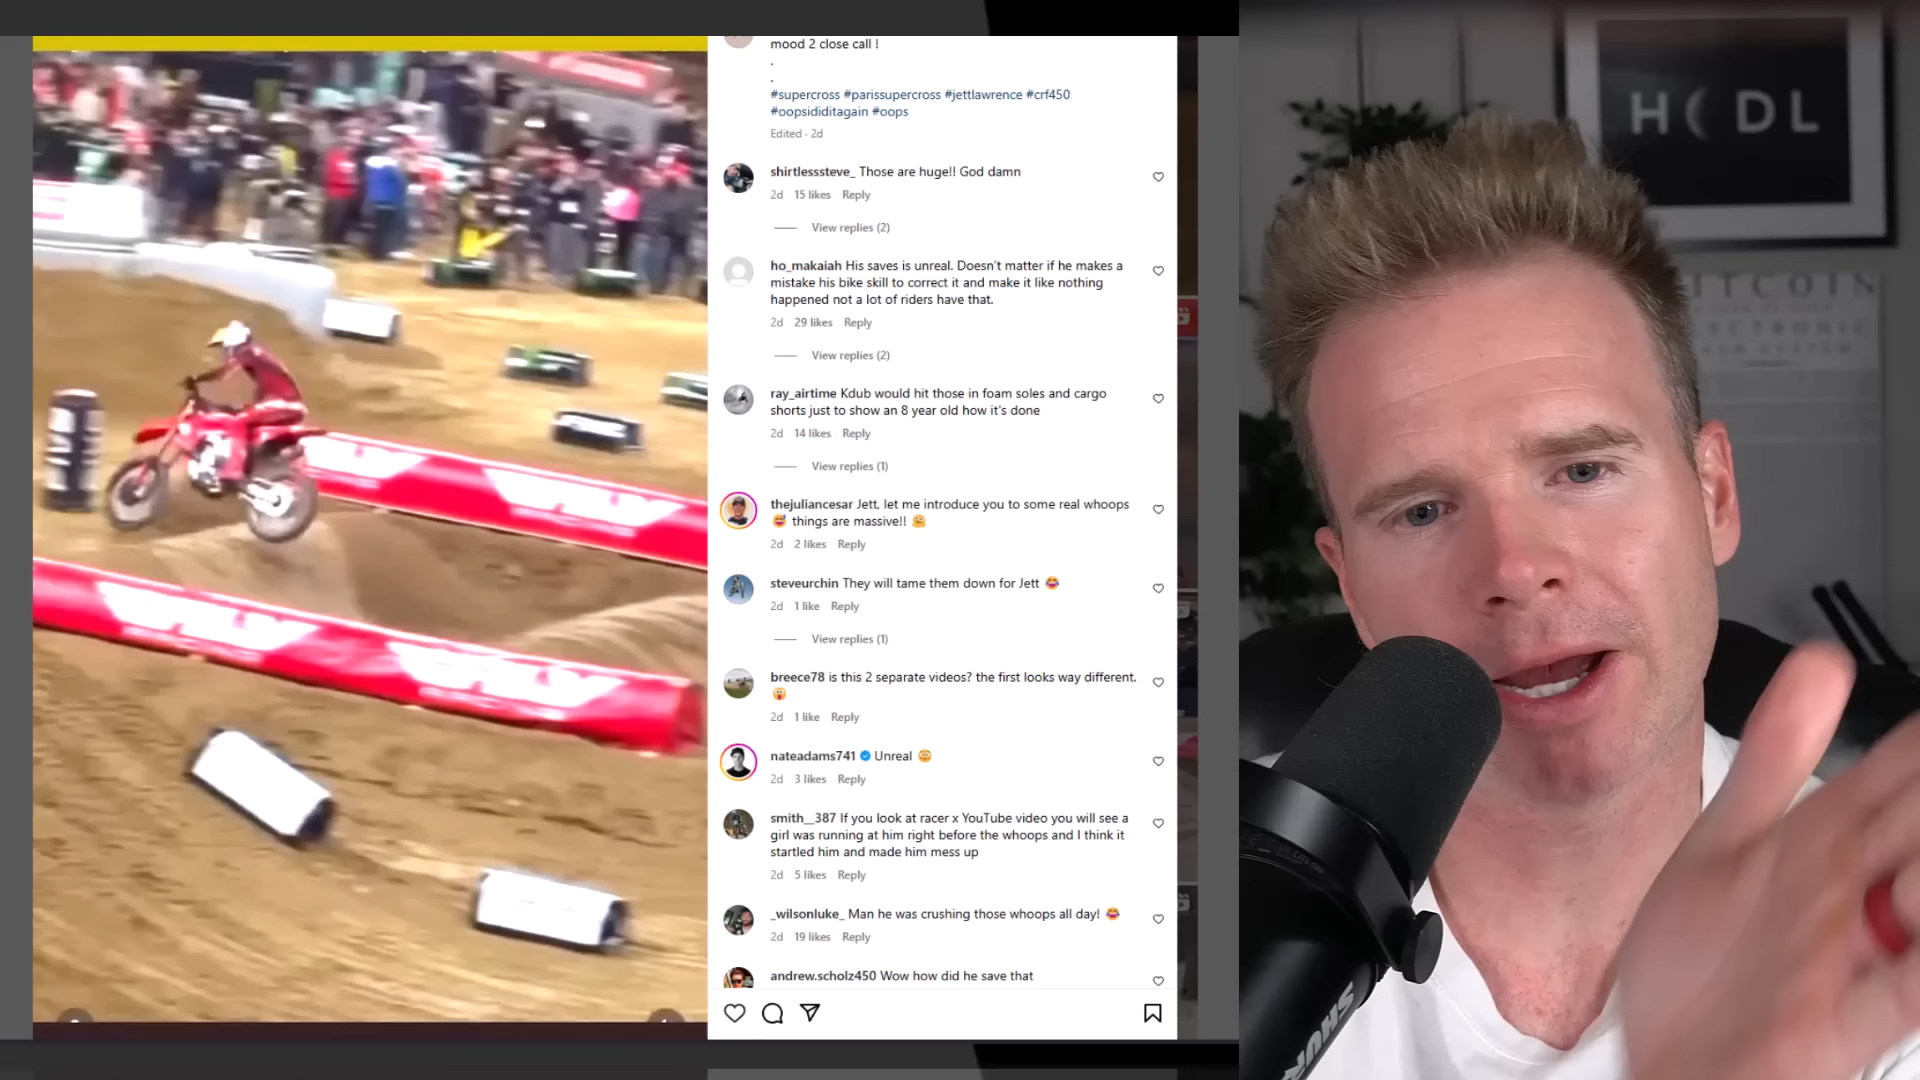 mood 2 close call !
.
.
#supercross #parissupercross #jettlawrence #crf450
#oopsididitagain #oops
Edited · 2d
shirtlesssteve_ Those are huge!! God damn
2d 15 likes Reply
View replies (2)
ho_makaiah His saves is unreal. Doesn't matter if he makes a
mistake his bike skill to correct it and make it like nothing
happened not a lot of riders have that.
2d 29 likes Reply
View replies (2)
ray_airtime Kdub would hit those in foam soles and cargo
shorts just to show an 8 year old how it's done
2d 14 likes Reply
View replies (1)
thejuliancesar Jett, let me introduce you to some real whoops
😅 things are massive!! 🫠
2d 2 likes Reply
steveurchin They will tame them down for Jett 😂
2d 1 like Reply
View replies (1)
breece78 is this 2 separate videos? the first looks way different.
😲
2d 1 like Reply
nateadams741 Unreal 😳
2d 3 likes Reply
smith__387 If you look at racer x YouTube video you will see a
girl was running at him right before the whoops and I think it
startled him and made him mess up
2d 5 likes Reply
_wilsonluke_ Man he was crushing those whoops all day! 😂
2d 19 likes Reply
andrew.scholz450 Wow how did he save that
H DL
ITCOIN
SHUR